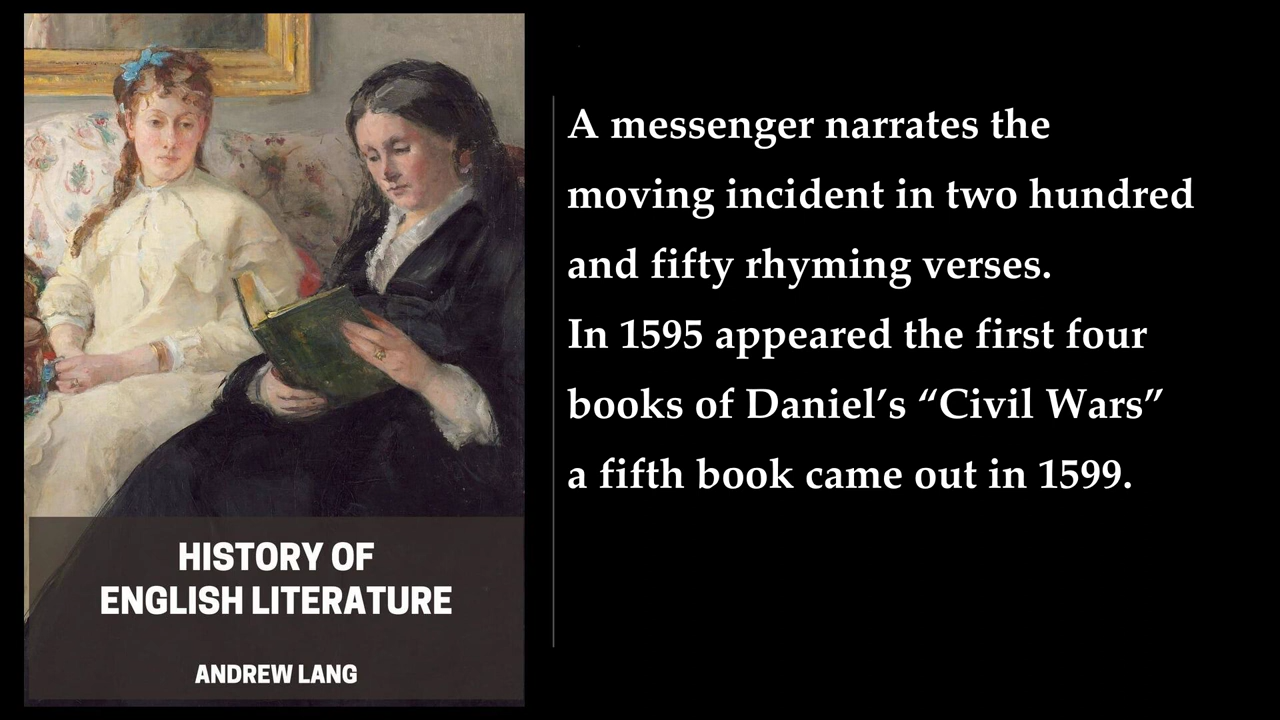 HISTORY OF
ENGLISH LITERATURE
ANDREW LANG
A messenger narrates the
moving incident in two hundred
and fifty rhyming verses.
In 1595 appeared the first four
books of Daniel’s “Civil Wars”
a fifth book came out in 1599.